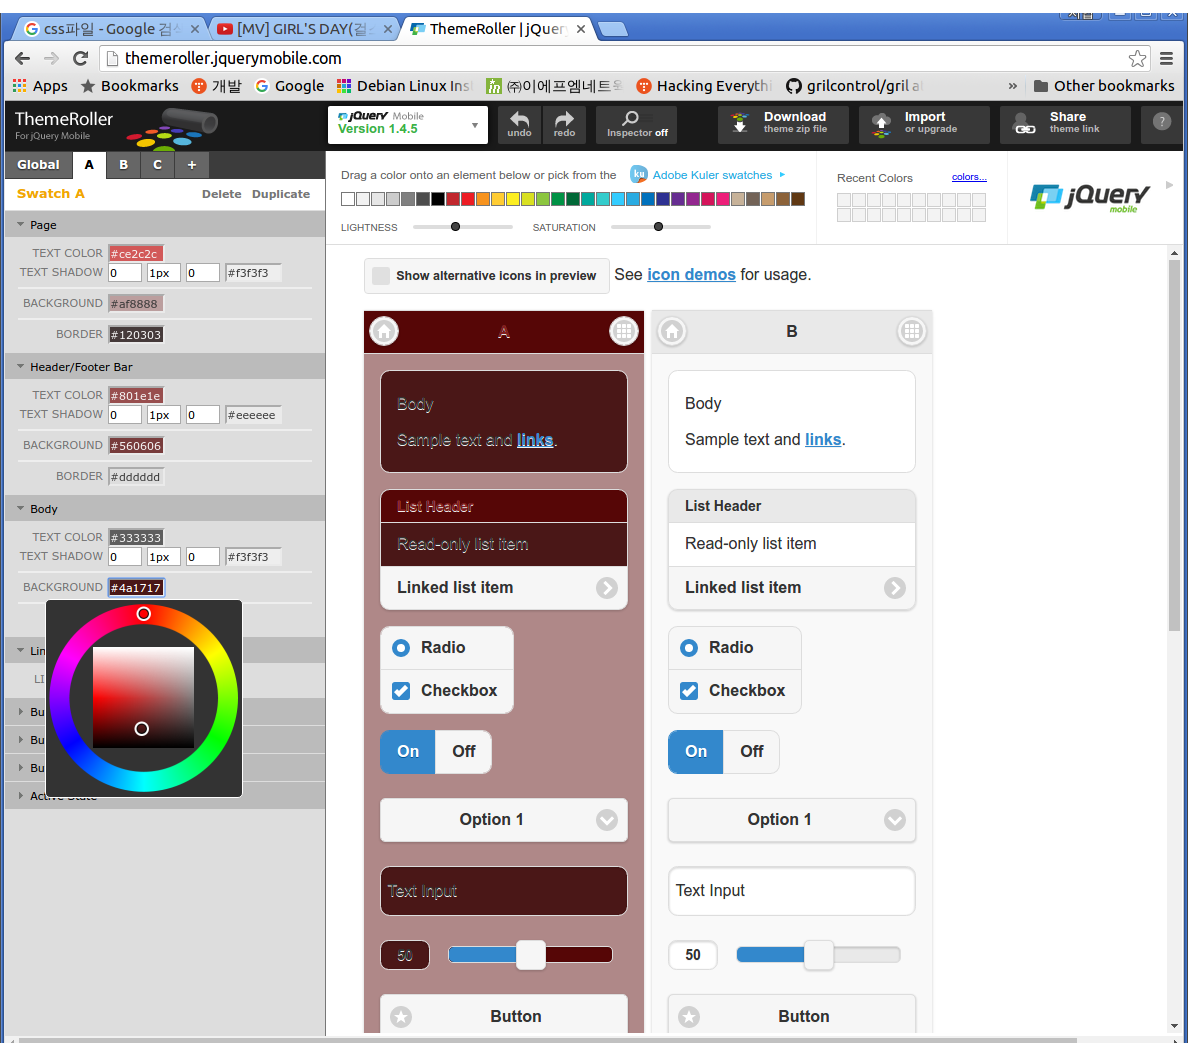 css파일 - Google 검색
[MV] GIRL'S DAY(걸스
ThemeRoller | jQuery
themeroller.jquerymobile.com
Apps
Bookmarks
개발
Google
Debian Linux Ins
㈜이에프엠네트웍
Hacking Everythi
grilcontrol/gril at
»
Other bookmarks
ThemeRoller
For jQuery Mobile
jQuery Mobile
Version 1.4.5
undo
redo
Inspector off
Download
theme zip file
Import
or upgrade
Share
theme link
?
Global
A
B
C
+
Swatch A
Delete
Duplicate
Drag a color onto an element below or pick from the
ku
Adobe Kuler swatches
LIGHTNESS
SATURATION
Recent Colors
colors...
jQuery
mobile
Page
TEXT COLOR #ce2c2c
TEXT SHADOW 0 1px 0 #f3f3f3
BACKGROUND #af8888
BORDER #120303
Header/Footer Bar
TEXT COLOR #801e1e
TEXT SHADOW 0 1px 0 #eeeeee
BACKGROUND #560606
BORDER #dddddd
Body
TEXT COLOR #333333
TEXT SHADOW 0 1px 0 #f3f3f3
BACKGROUND #4a1717
Lin
LI
Bu
Bu
Bu
Active State
Show alternative icons in preview
See icon demos for usage.
A
Body
Sample text and links.
List Header
Read-only list item
Linked list item
Radio
Checkbox
On
Off
Option 1
Text Input
50
Button
B
Body
Sample text and links.
List Header
Read-only list item
Linked list item
Radio
Checkbox
On
Off
Option 1
Text Input
50
Button